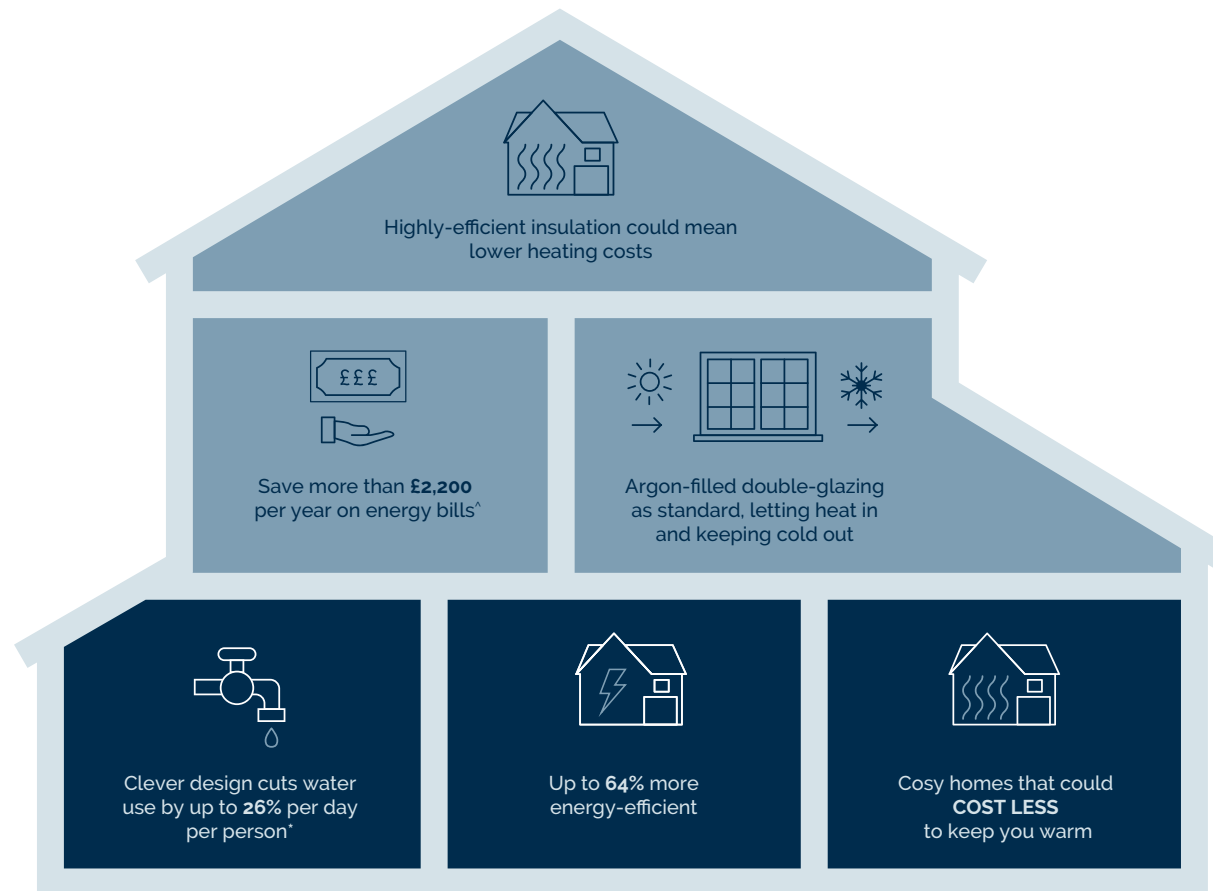 Highly-efficient insulation could mean
lower heating costs
£££
Save more than £2,200
per year on energy bills^
Argon-filled double-glazing
as standard, letting heat in
and keeping cold out
Clever design cuts water
use by up to 26% per day
per person*
Up to 64% more
energy-efficient
Cosy homes that could
COST LESS
to keep you warm